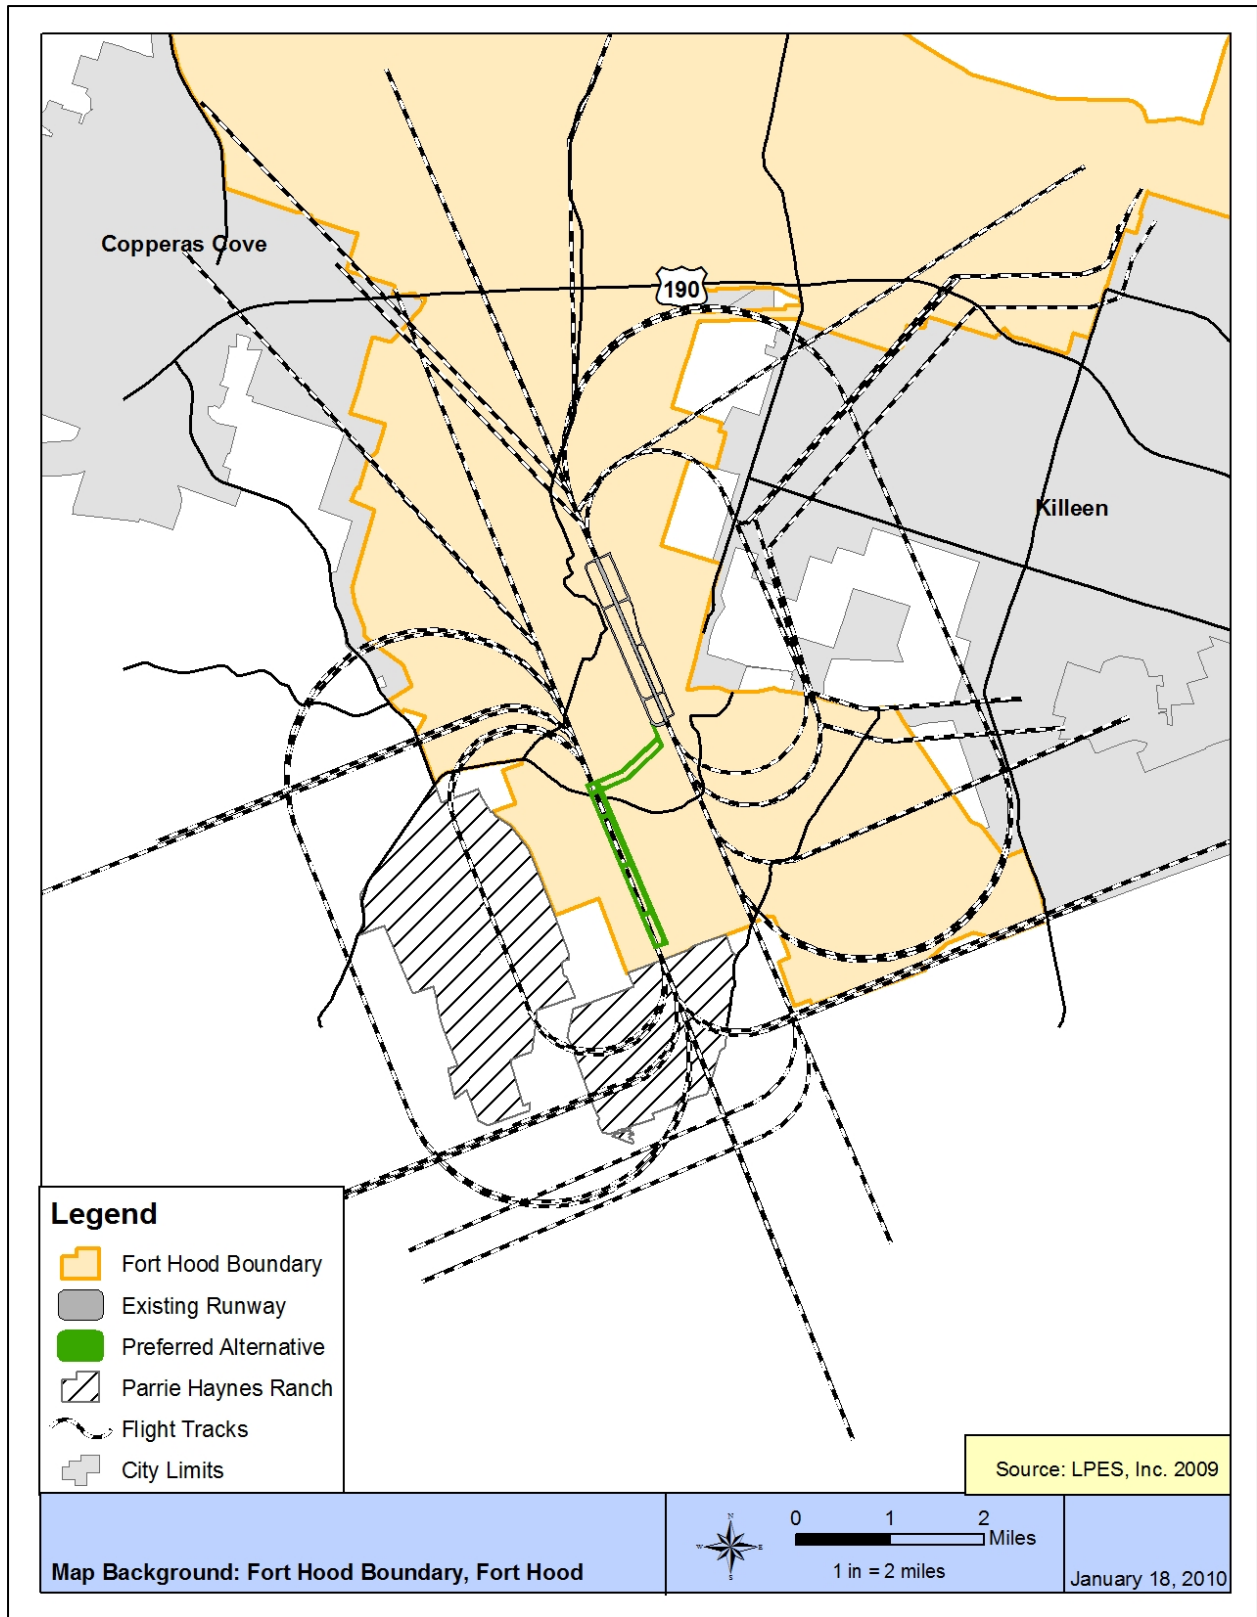 Copperas Cove
190
Killeen
Legend
Fort Hood Boundary
Existing Runway
Preferred Alternative
Parrie Haynes Ranch
Flight Tracks
City Limits
Source: LPES, Inc. 2009
Map Background: Fort Hood Boundary, Fort Hood
N
W E
S
0 1 2
Miles
1 in = 2 miles
January 18, 2010